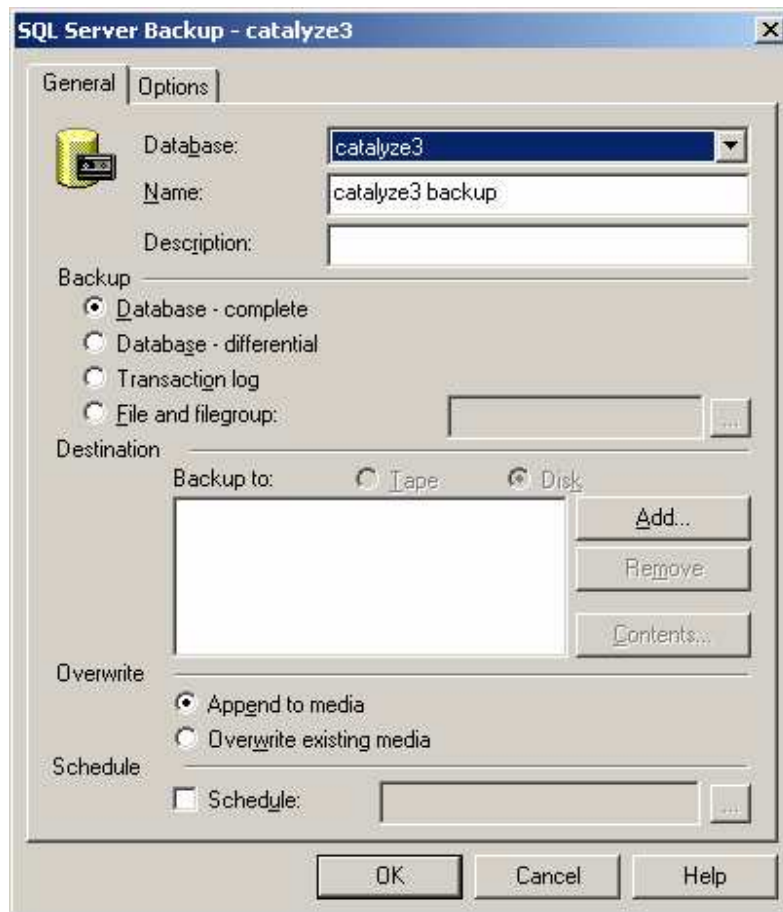 SQL Server Backup - catalyze3
General Options
Database: catalyze3
Name: catalyze3 backup
Description:
Backup
Database - complete
Database - differential
Transaction log
File and filegroup: ...
Destination
Backup to: Tape Disk
Add...
Remove
Contents...
Overwrite
Append to media
Overwrite existing media
Schedule
Schedule: ...
OK Cancel Help